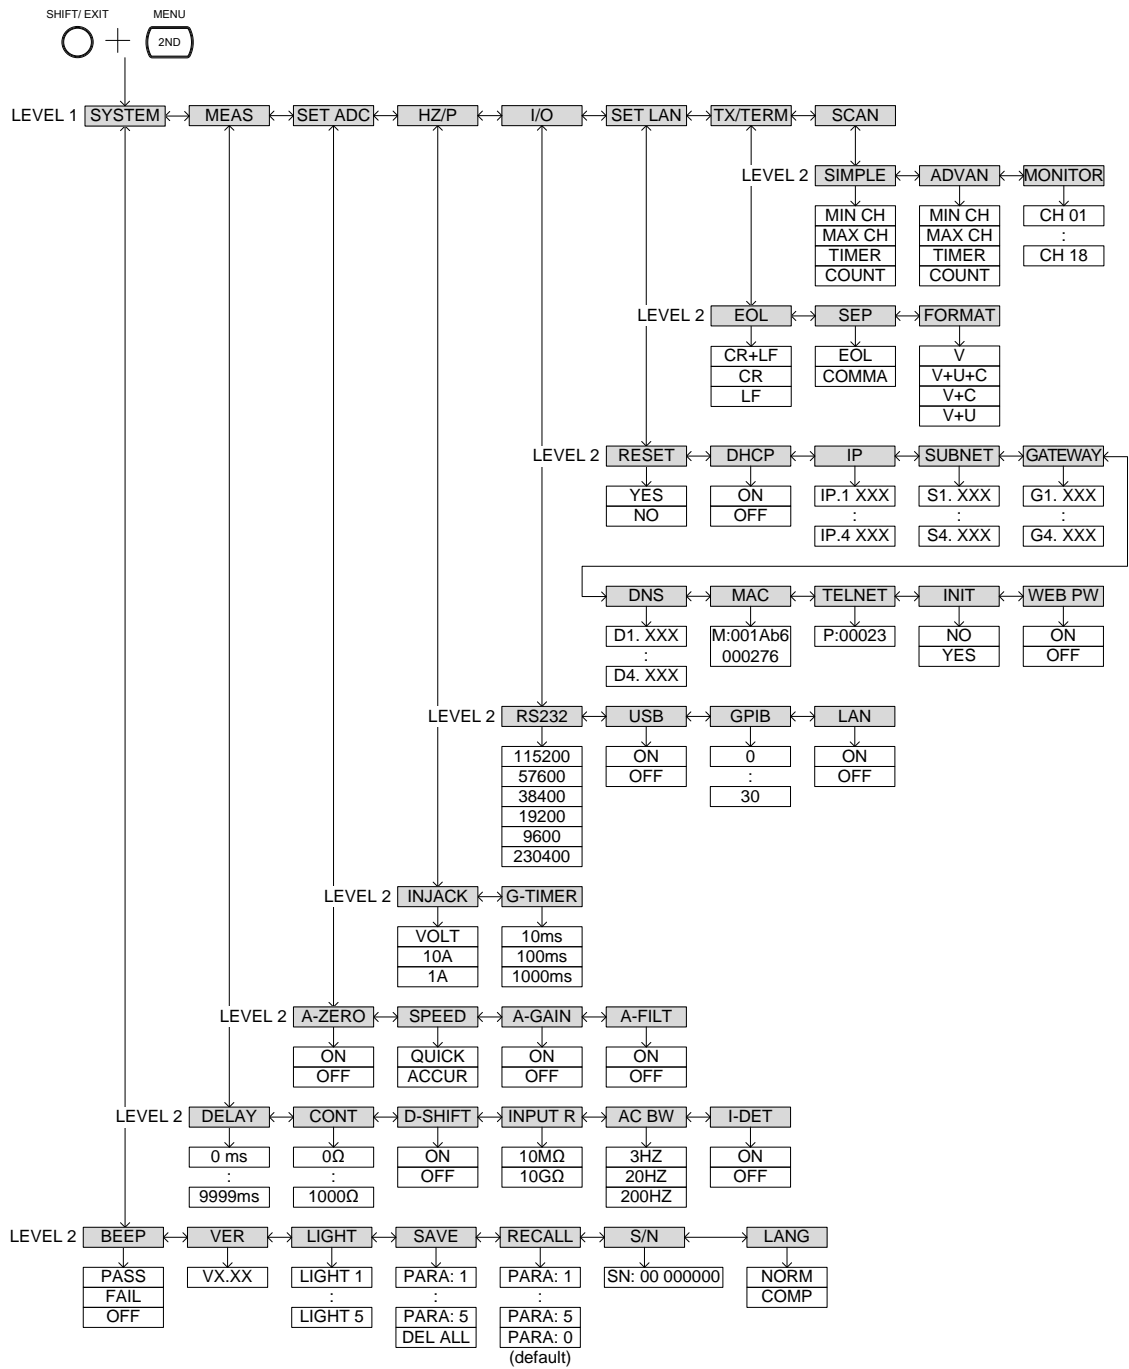 SHIFT/ EXIT MENU
2ND
LEVEL 1 SYSTEM MEAS SET ADC HZ/P I/O SET LAN TX/TERM SCAN
LEVEL 2 SIMPLE ADVAN MONITOR
MIN CH MIN CH CH 01
MAX CH MAX CH :
TIMER TIMER CH 18
COUNT COUNT
LEVEL 2 EOL SEP FORMAT
CR+LF EOL V
CR COMMA V+U+C
LF V+C
V+U
LEVEL 2 RESET DHCP IP SUBNET GATEWAY
YES ON IP.1 XXX S1. XXX G1. XXX
NO OFF : : :
IP.4 XXX S4. XXX G4. XXX
DNS MAC TELNET INIT WEB PW
D1. XXX M:001Ab6 P:00023 NO ON
: 000276 YES OFF
D4. XXX
LEVEL 2 RS232 USB GPIB LAN
115200 ON 0 ON
57600 OFF : OFF
38400 30
19200
9600
230400
LEVEL 2 INJACK G-TIMER
VOLT 10ms
10A 100ms
1A 1000ms
LEVEL 2 A-ZERO SPEED A-GAIN A-FILT
ON QUICK ON ON
OFF ACCUR OFF OFF
LEVEL 2 DELAY CONT D-SHIFT INPUT R AC BW I-DET
0 ms 0Ω ON 10MΩ 3HZ ON
: : OFF 10GΩ 20HZ OFF
9999ms 1000Ω 200HZ
LEVEL 2 BEEP VER LIGHT SAVE RECALL S/N LANG
PASS VX.XX LIGHT 1 PARA: 1 PARA: 1 SN: 00 000000 NORM
FAIL : : : COMP
OFF LIGHT 5 PARA: 5 PARA: 5
DEL ALL PARA: 0
(default)